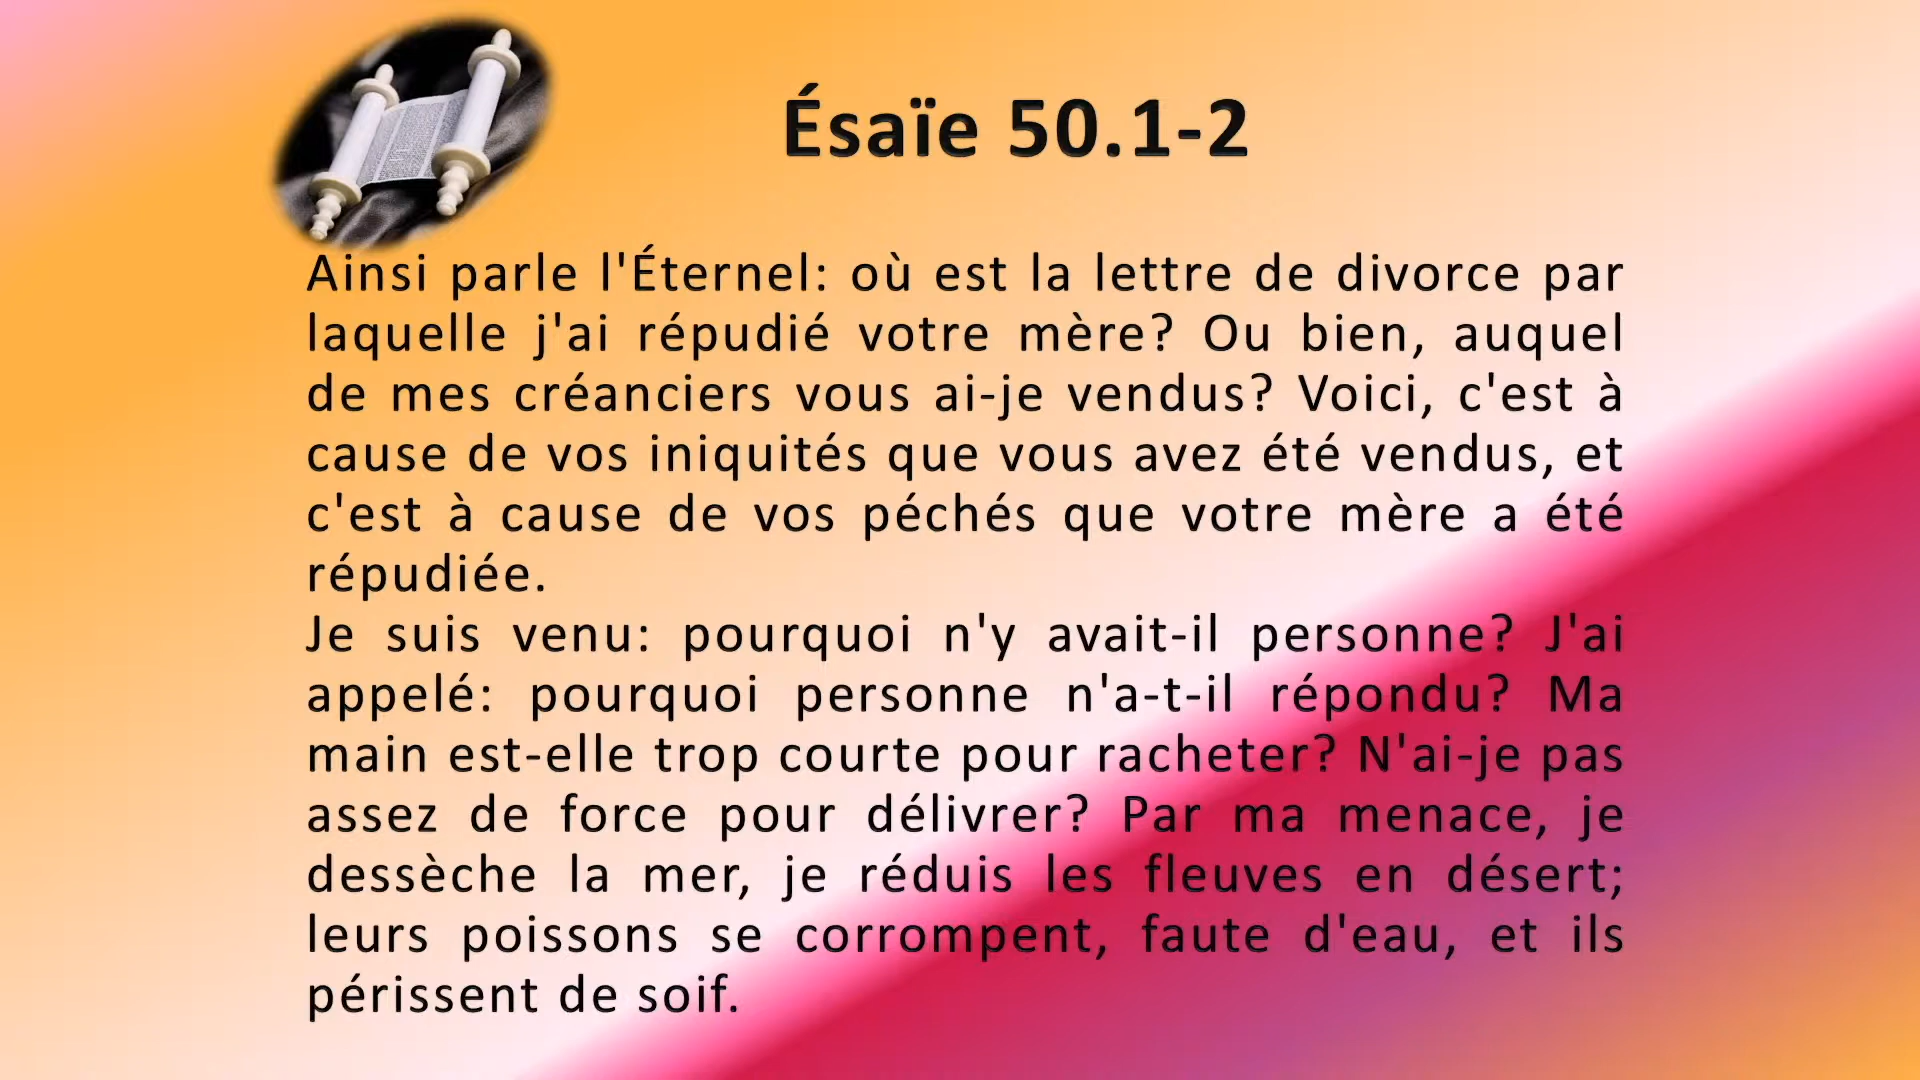 Ésaïe 50.1-2
Ainsi parle l'Éternel: où est la lettre de divorce par
laquelle j'ai répudié votre mère? Ou bien, auquel
de mes créanciers vous ai-je vendus? Voici, c'est à
cause de vos iniquités que vous avez été vendus, et
c'est à cause de vos péchés que votre mère a été
répudiée.
Je suis venu: pourquoi n'y avait-il personne? J'ai
appelé: pourquoi personne n'a-t-il répondu? Ma
main est-elle trop courte pour racheter? N'ai-je pas
assez de force pour délivrer? Par ma menace, je
dessèche la mer, je réduis les fleuves en désert;
leurs poissons se corrompent, faute d'eau, et ils
périssent de soif.